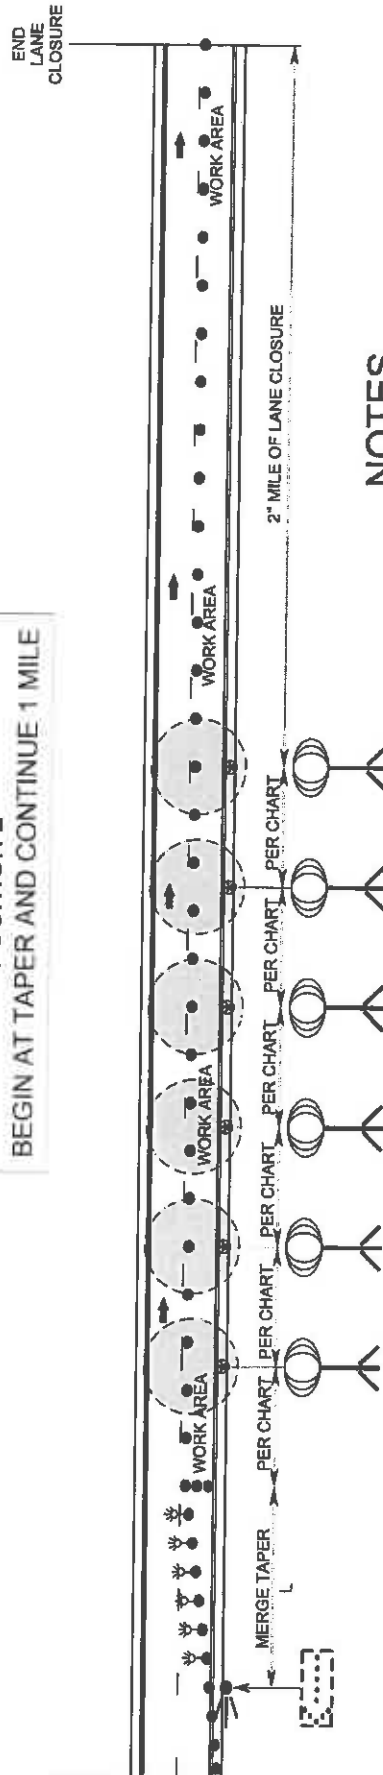 BEGIN AT TAPER AND CONTINUE 1 MILE
END
LANE
CLOSURE
WORK AREA
WORK AREA
WORK AREA
WORK AREA
2" MILE OF LANE CLOSURE
PER CHART
PER CHART
PER CHART
PER CHART
PER CHART
PER CHART
MERGE TAPER
L
NOTES